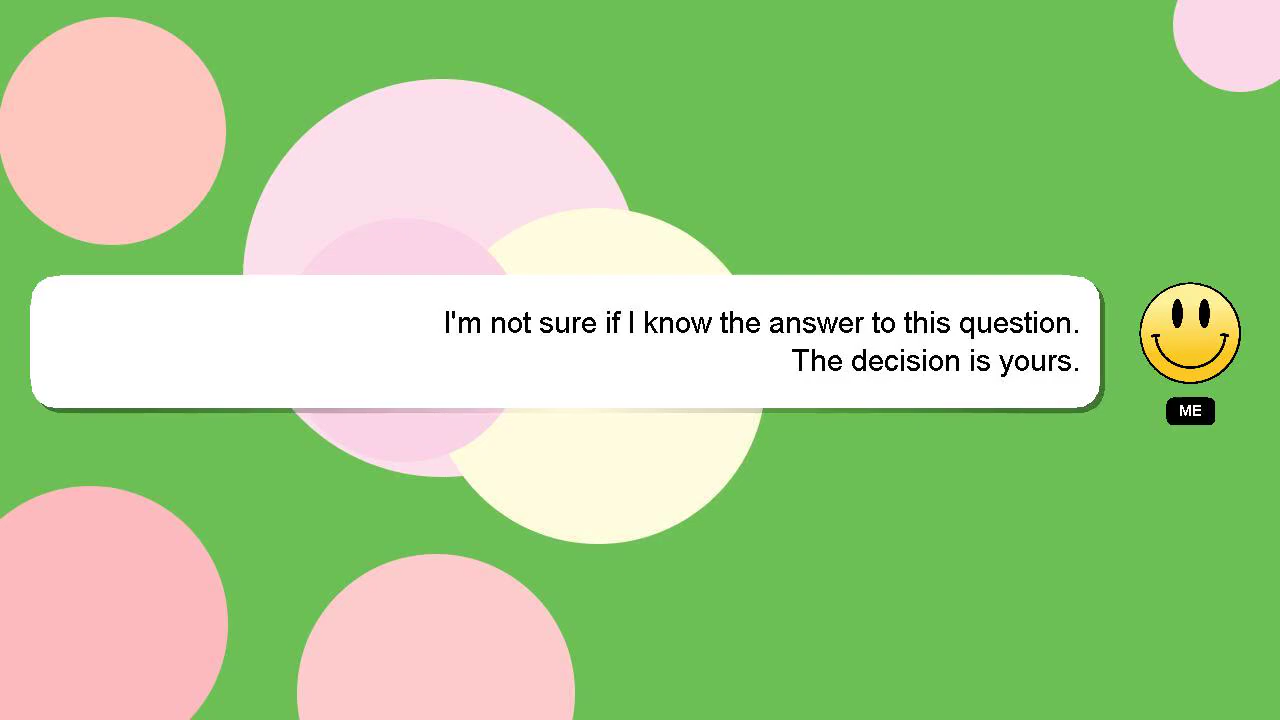 I'm not sure if I know the answer to this question.
The decision is yours.
ME